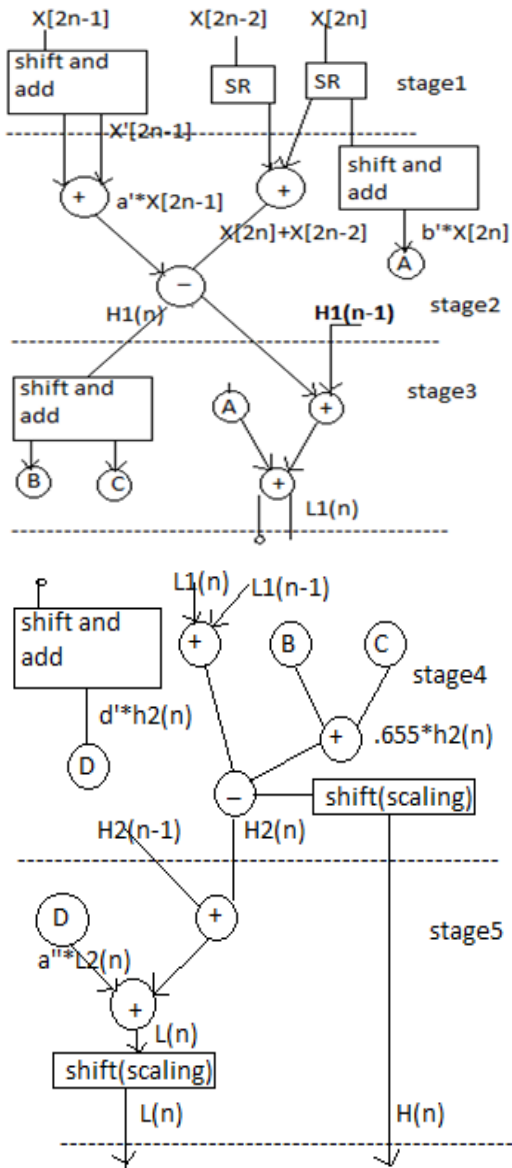 X[2n-1] X[2n-2] X[2n]
shift and
add
SR SR
stage1
X'[2n-1]
shift and
add
+ +
a'*X[2n-1]
X[2n]+X[2n-2]
b'*X[2n]
A
−
H1(n) H1(n-1)
stage2
shift and
add
A +
stage3
B C +
L1(n)
L1(n) L1(n-1)
shift and
add
+ B C
stage4
d'*h2(n)
+ .655*h2(n)
D
− shift(scaling)
H2(n-1) H2(n)
D +
stage5
a''*L2(n)
+
L(n)
shift(scaling)
L(n) H(n)